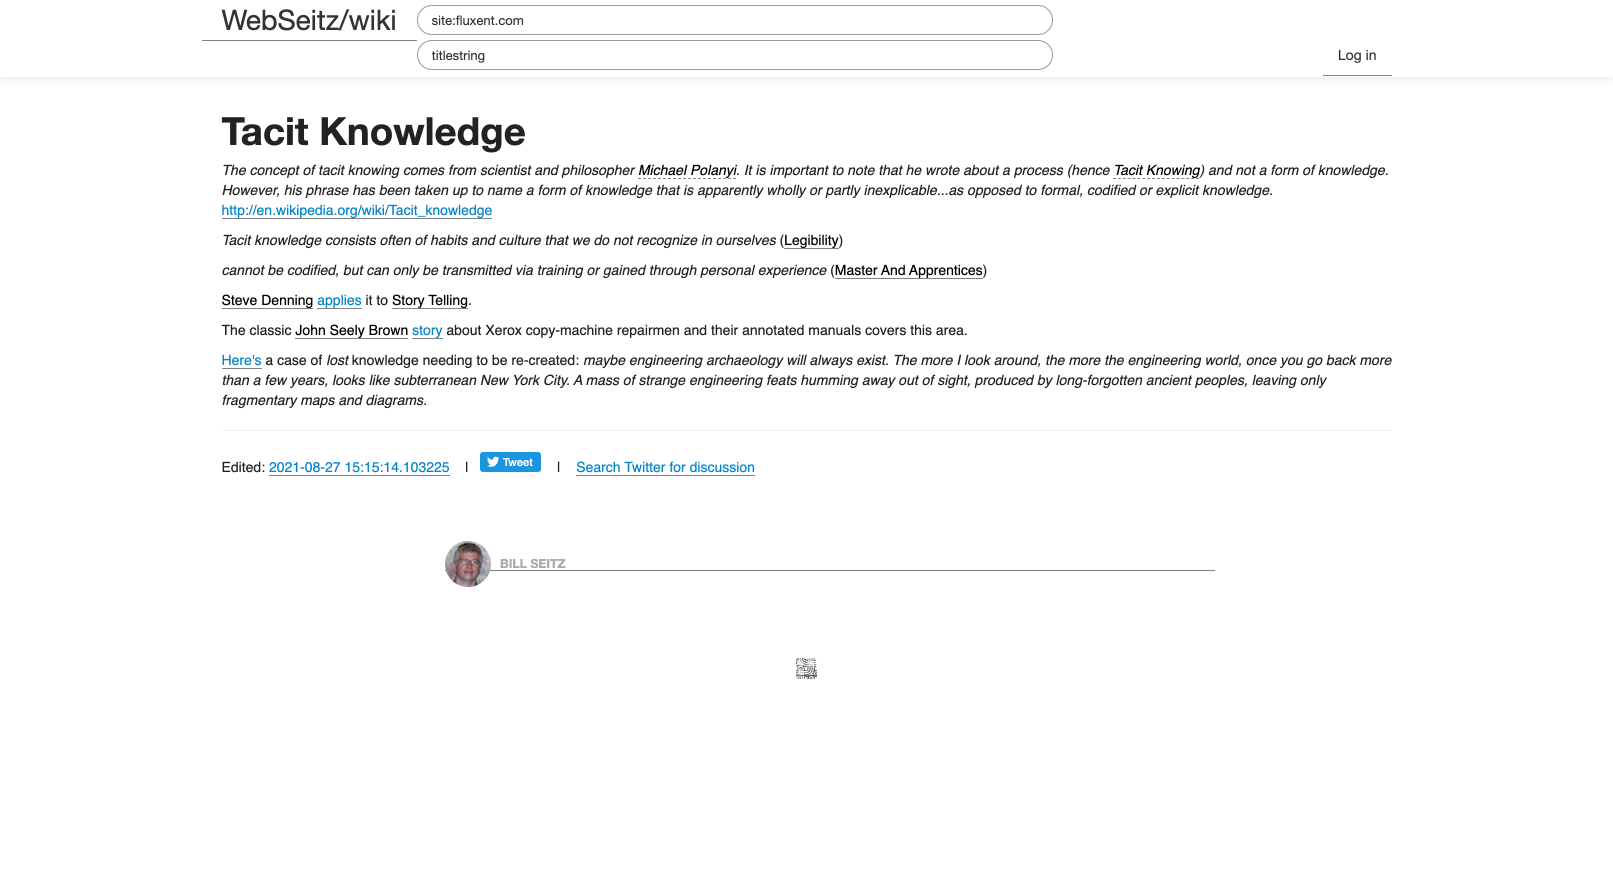 WebSeitz/wiki
site:fluxent.com
titlestring
Log in
Tacit Knowledge
The concept of tacit knowing comes from scientist and philosopher Michael Polanyi. It is important to note that he wrote about a process (hence Tacit Knowing) and not a form of knowledge.
However, his phrase has been taken up to name a form of knowledge that is apparently wholly or partly inexplicable...as opposed to formal, codified or explicit knowledge.
http://en.wikipedia.org/wiki/Tacit_knowledge
Tacit knowledge consists often of habits and culture that we do not recognize in ourselves (Legibility)
cannot be codified, but can only be transmitted via training or gained through personal experience (Master And Apprentices)
Steve Denning applies it to Story Telling.
The classic John Seely Brown story about Xerox copy-machine repairmen and their annotated manuals covers this area.
Here's a case of lost knowledge needing to be re-created: maybe engineering archaeology will always exist. The more I look around, the more the engineering world, once you go back more
than a few years, looks like subterranean New York City. A mass of strange engineering feats humming away out of sight, produced by long-forgotten ancient peoples, leaving only
fragmentary maps and diagrams.
Edited: 2021-08-27 15:15:14.103225 | Tweet | Search Twitter for discussion
BILL SEITZ